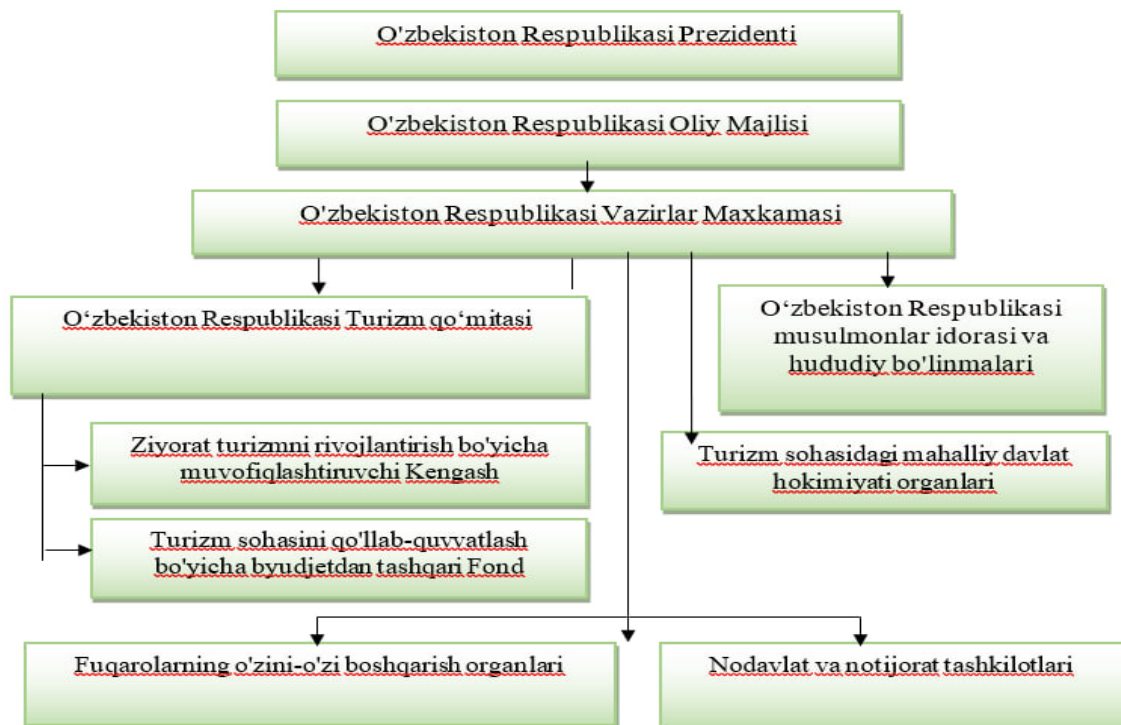 O'zbekiston Respublikasi Prezidenti
O'zbekiston Respublikasi Oliy Majlisi
O'zbekiston Respublikasi Vazirlar Maxkamasi
O‘zbekiston Respublikasi Turizm qo‘mitasi
O‘zbekiston Respublikasi
musulmonlar idorasi va
hududiy bo'linmalari
Ziyorat turizmni rivojlantirish bo'yicha
muvofiqlashtiruvchi Kengash
Turizm sohasidagi mahalliy davlat
hokimiyati organlari
Turizm sohasini qo'llab-quvvatlash
bo'yicha byudjetdan tashqari Fond
Fuqarolarning o'zini-o'zi boshqarish organlari
Nodavlat va notijorat tashkilotlari